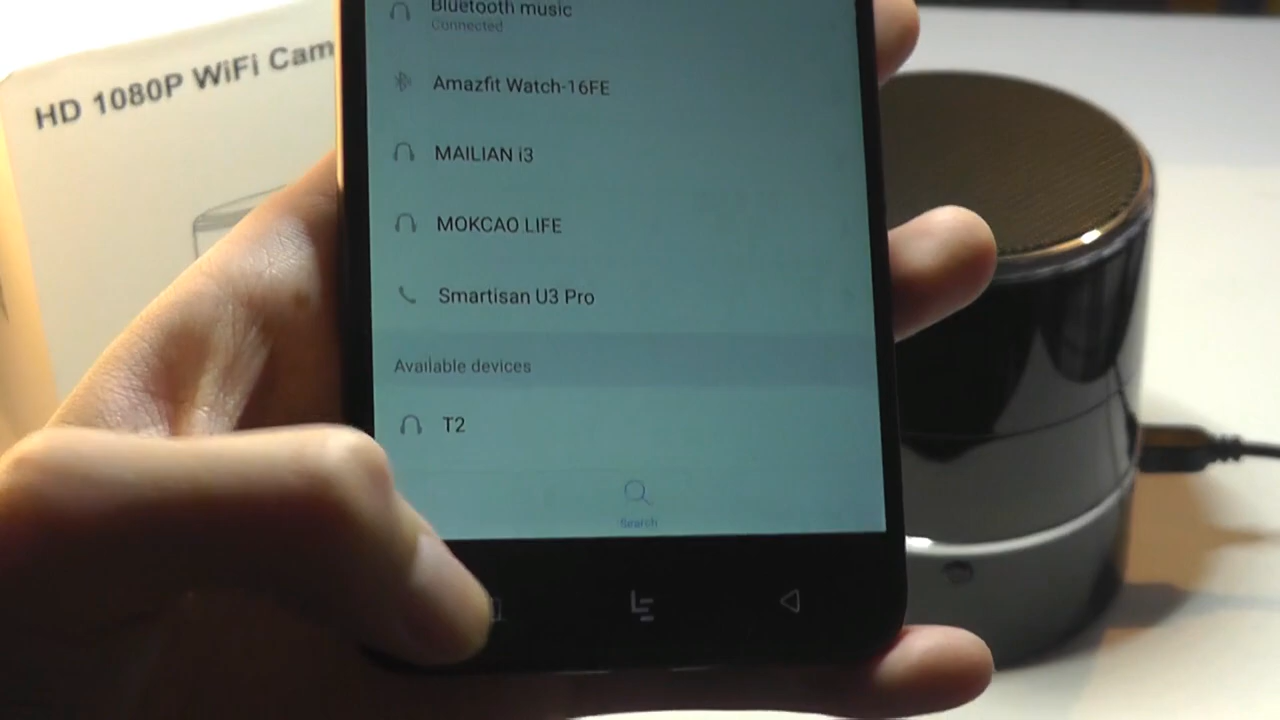 HD 1080P WiFi Cam
Bluetooth music
Connected
Amazfit Watch-16FE
MAILIAN i3
MOKCAO LIFE
Smartisan U3 Pro
Available devices
T2
Search